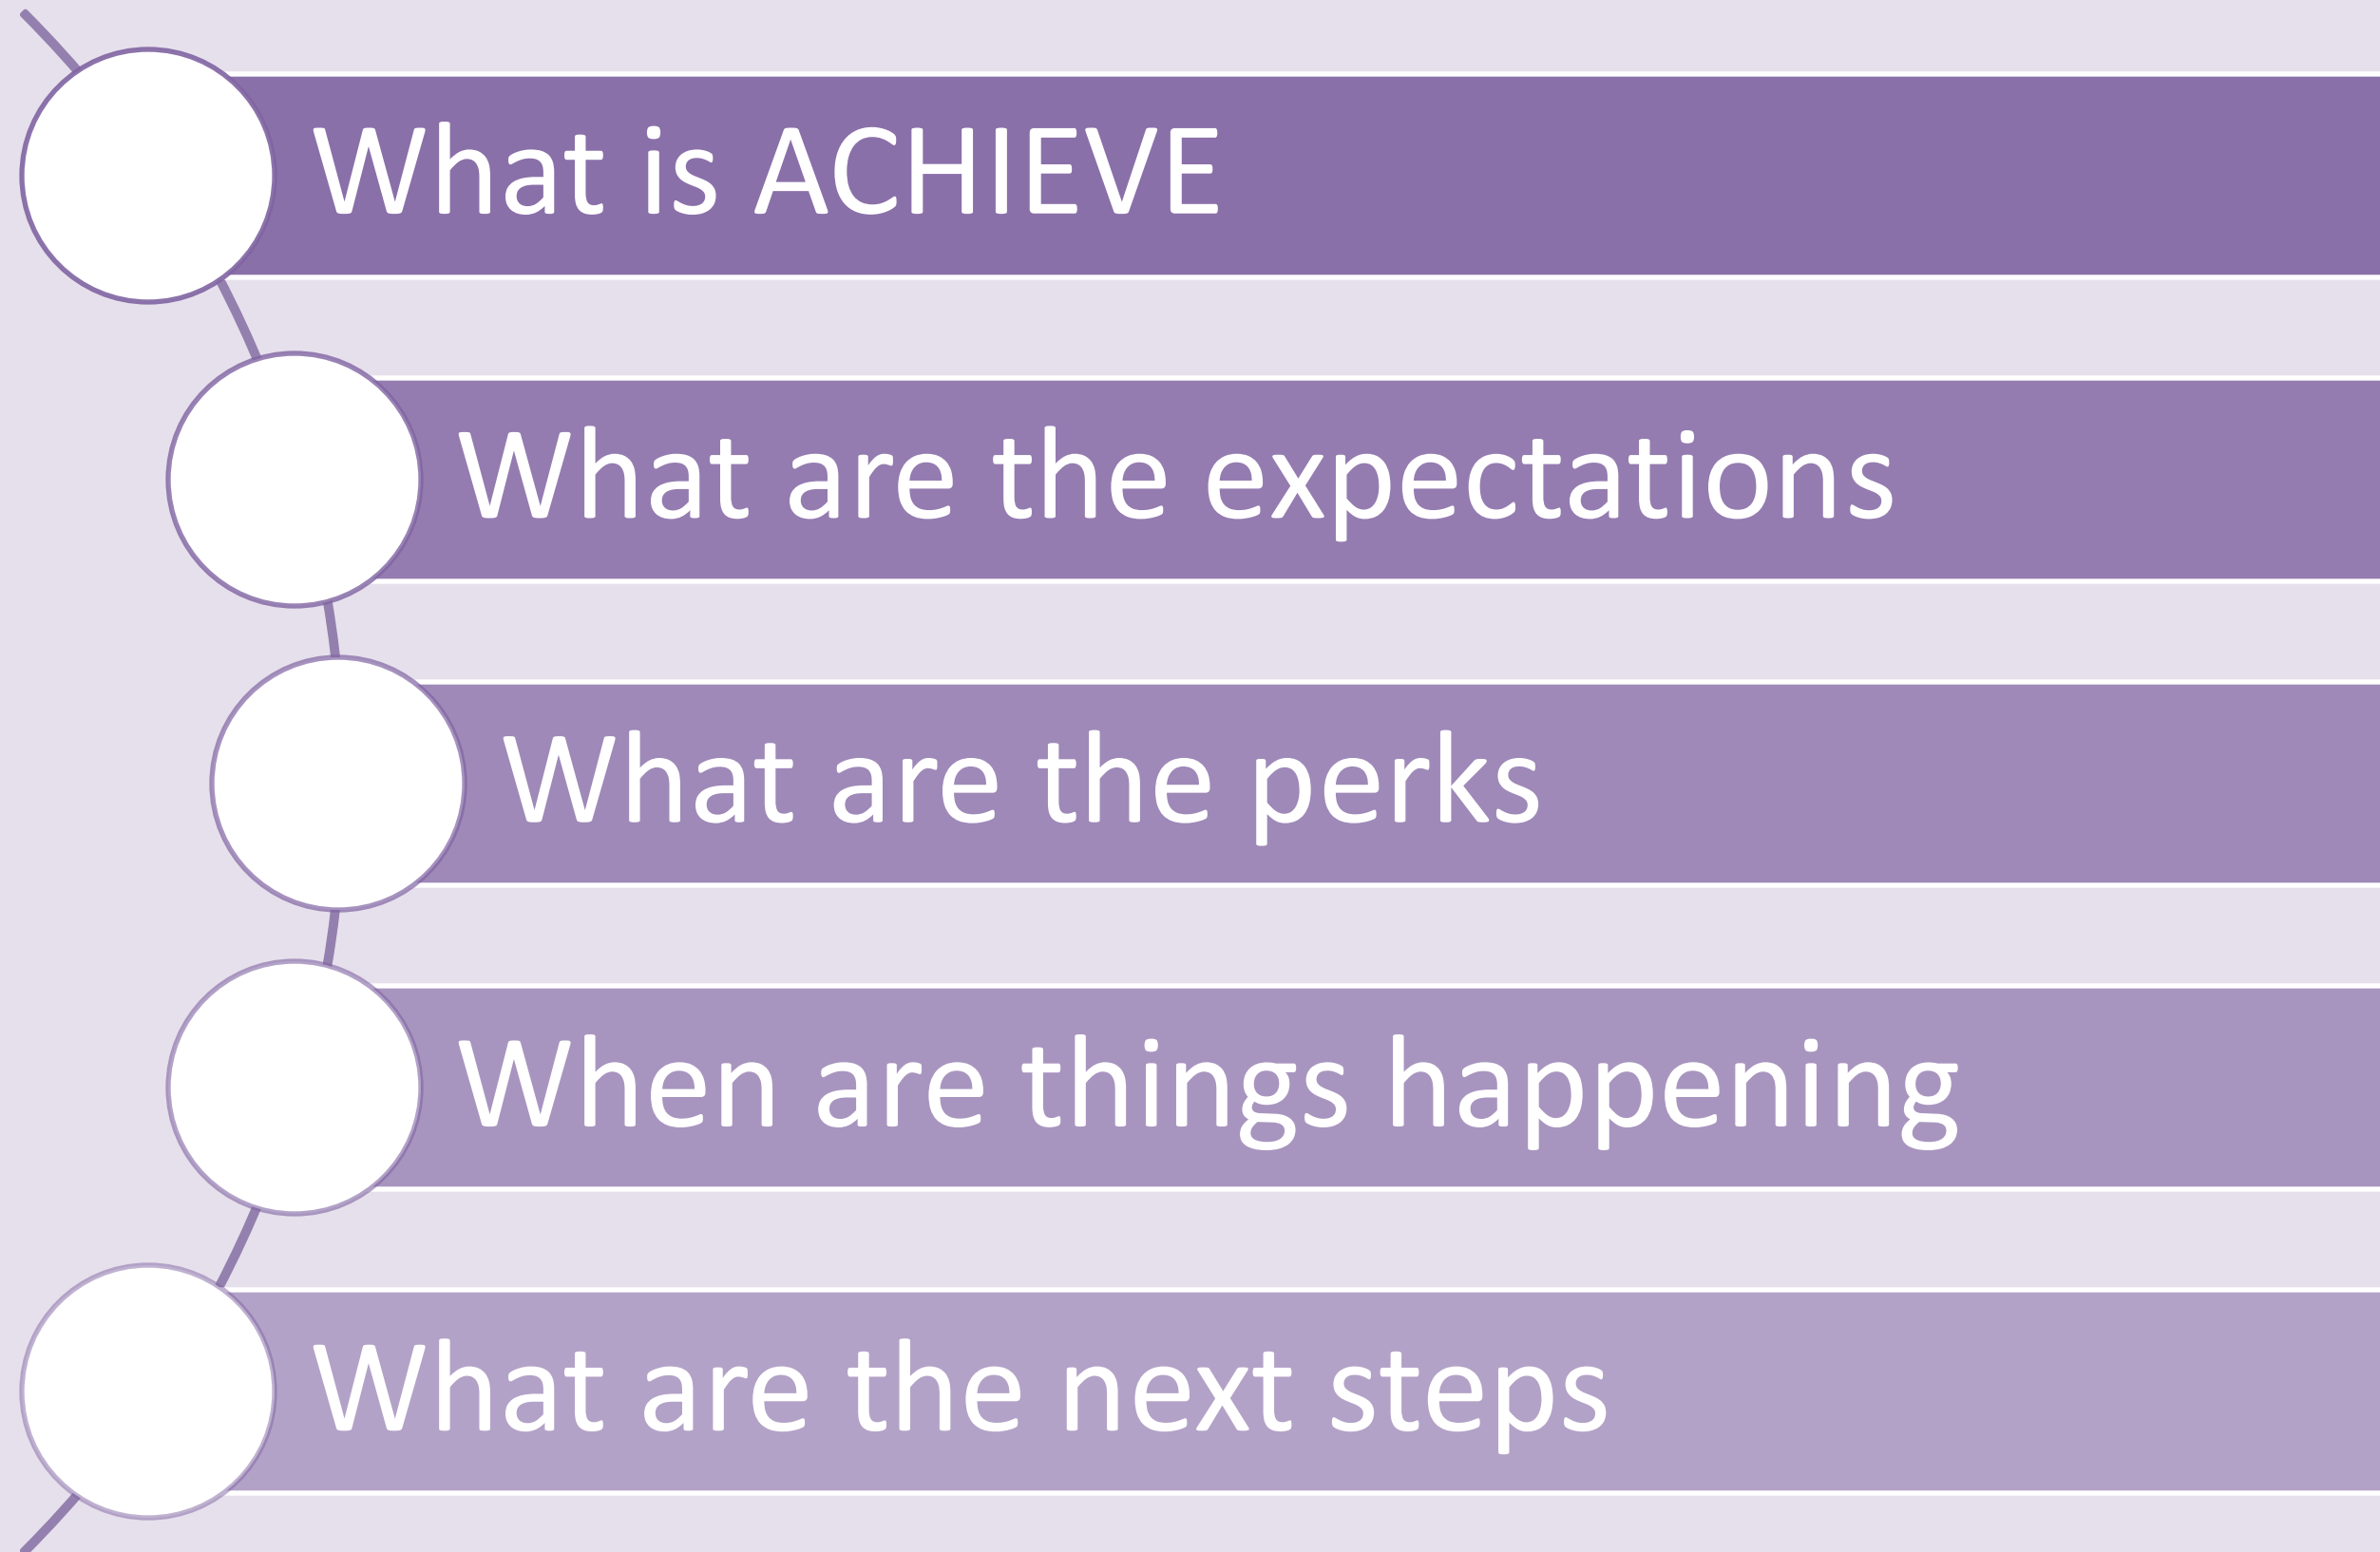 What is ACHIEVE
What are the expectations
What are the perks
When are things happening
What are the next steps